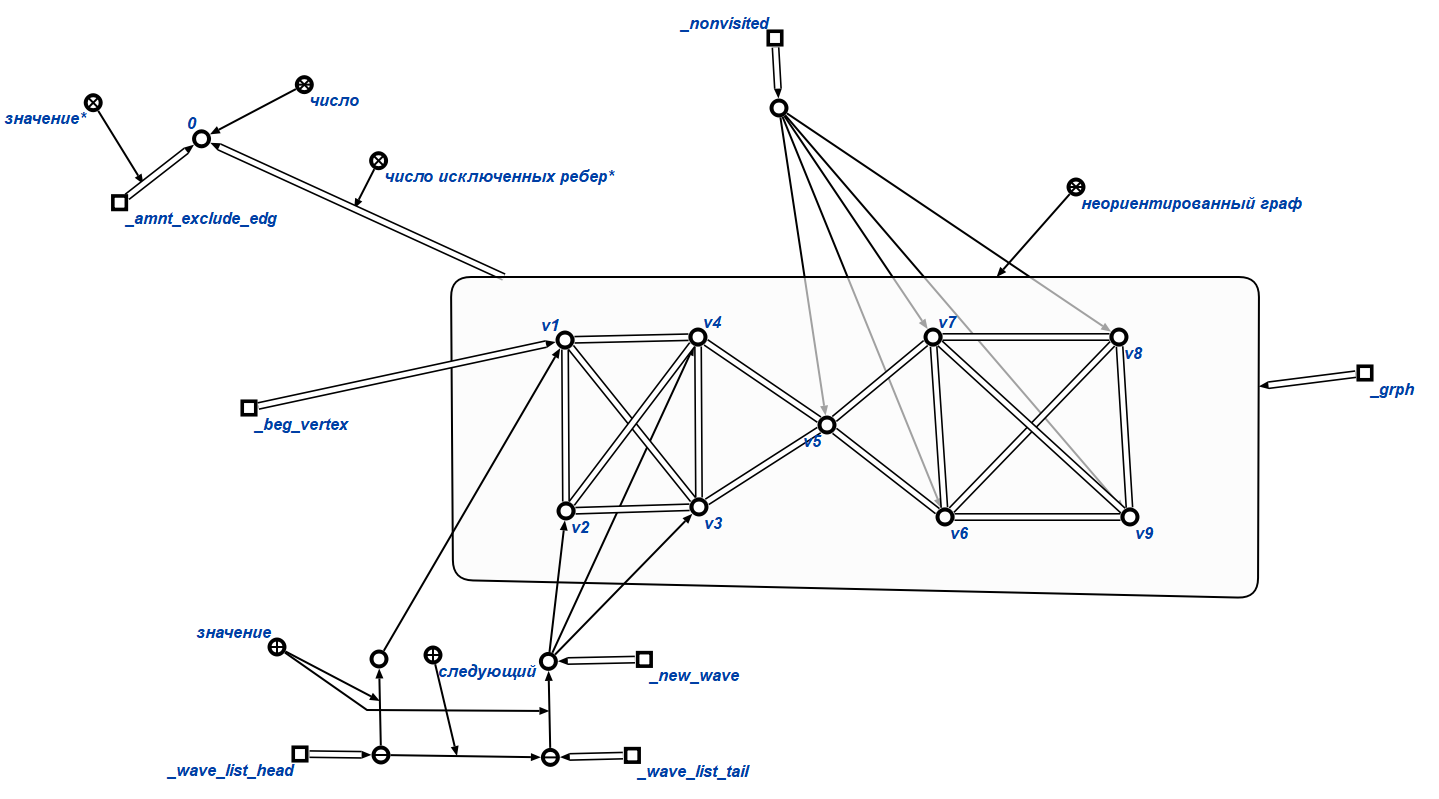 _nonvisited
число
значение*
0
число исключенных ребер*
неориентированный граф
_amnt_exclude_edg
v1
v4
v7
v8
_grph
_beg_vertex
v5
v2
v3
v6
v9
значение
следующий
_new_wave
_wave_list_head
_wave_list_tail